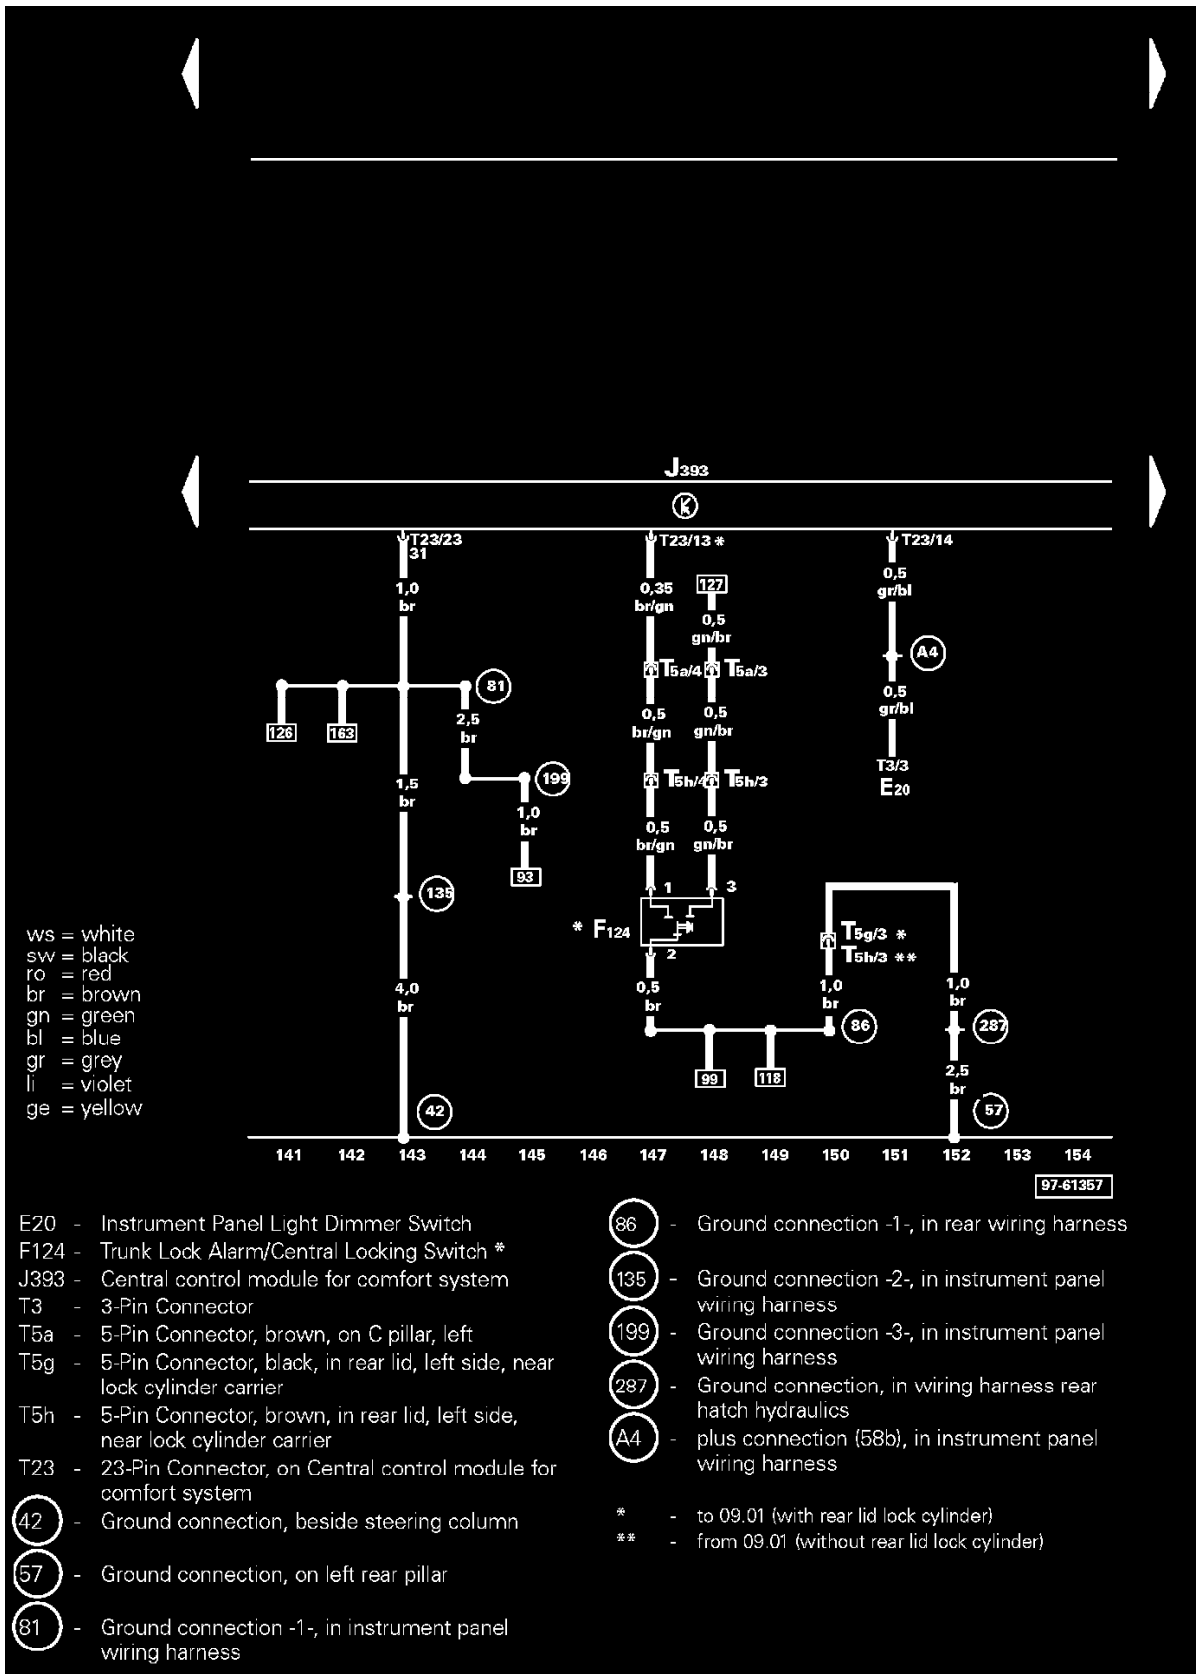 J393
T23/23
31
T23/13 *
T23/14
1,0
br
0,35
br/gn
127
0,5
gn/br
0,5
gr/bl
A4
T5a/4
T5a/3
81
126
163
2,5
br
0,5
br/gn
0,5
gn/br
0,5
gr/bl
T3/3
E20
199
1,5
br
T5h/4
T5h/3
1,0
br
0,5
br/gn
0,5
gn/br
93
135
1
3
* F124
2
T5g/3 *
T5h/3 **
ws = white
sw = black
ro = red
br = brown
gn = green
bl = blue
gr = grey
li = violet
ge = yellow
4,0
br
0,5
br
1,0
br
1,0
br
86
287
99
118
2,5
br
42
57
141 142 143 144 145 146 147 148 149 150 151 152 153 154
97-61357
E20 - Instrument Panel Light Dimmer Switch
F124 - Trunk Lock Alarm/Central Locking Switch *
J393 - Central control module for comfort system
T3 - 3-Pin Connector
T5a - 5-Pin Connector, brown, on C pillar, left
T5g - 5-Pin Connector, black, in rear lid, left side, near
lock cylinder carrier
T5h - 5-Pin Connector, brown, in rear lid, left side,
near lock cylinder carrier
T23 - 23-Pin Connector, on Central control module for
comfort system
42 - Ground connection, beside steering column
57 - Ground connection, on left rear pillar
81 - Ground connection -1-, in instrument panel
wiring harness
86 - Ground connection -1-, in rear wiring harness
135 - Ground connection -2-, in instrument panel
wiring harness
199 - Ground connection -3-, in instrument panel
wiring harness
287 - Ground connection, in wiring harness rear
hatch hydraulics
A4 - plus connection (58b), in instrument panel
wiring harness
* - to 09.01 (with rear lid lock cylinder)
** - from 09.01 (without rear lid lock cylinder)